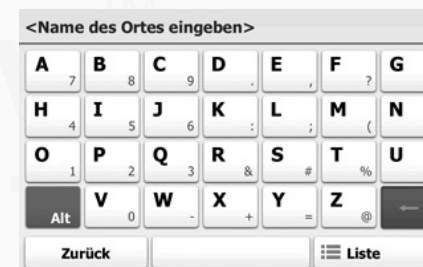 <Name des Ortes eingeben>
A 7 B 8 C 9 D . E , F ? G
H 4 I 5 J 6 K : L ; M ( N
O 1 P 2 Q 3 R & S # T % U
Alt V 0 W - X + Y = Z @ ←
Zurück Liste